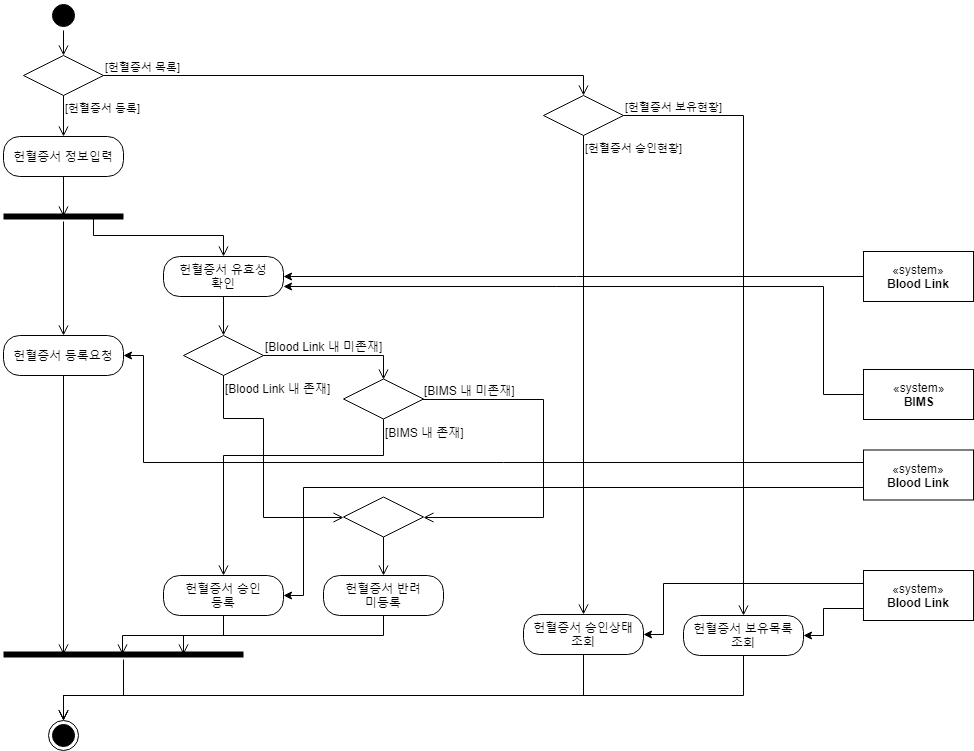 [헌혈증서 목록]
[헌혈증서 등록]
[헌혈증서 보유현황]
[헌혈증서 승인현황]
헌혈증서 정보입력
헌혈증서 유효성
확인
«system»
Blood Link
헌혈증서 등록요청
[Blood Link 내 미존재]
[Blood Link 내 존재]
[BIMS 내 미존재]
[BIMS 내 존재]
«system»
BIMS
«system»
Blood Link
헌혈증서 승인
등록
헌혈증서 반려
미등록
헌혈증서 승인상태
조회
헌혈증서 보유목록
조회
«system»
Blood Link